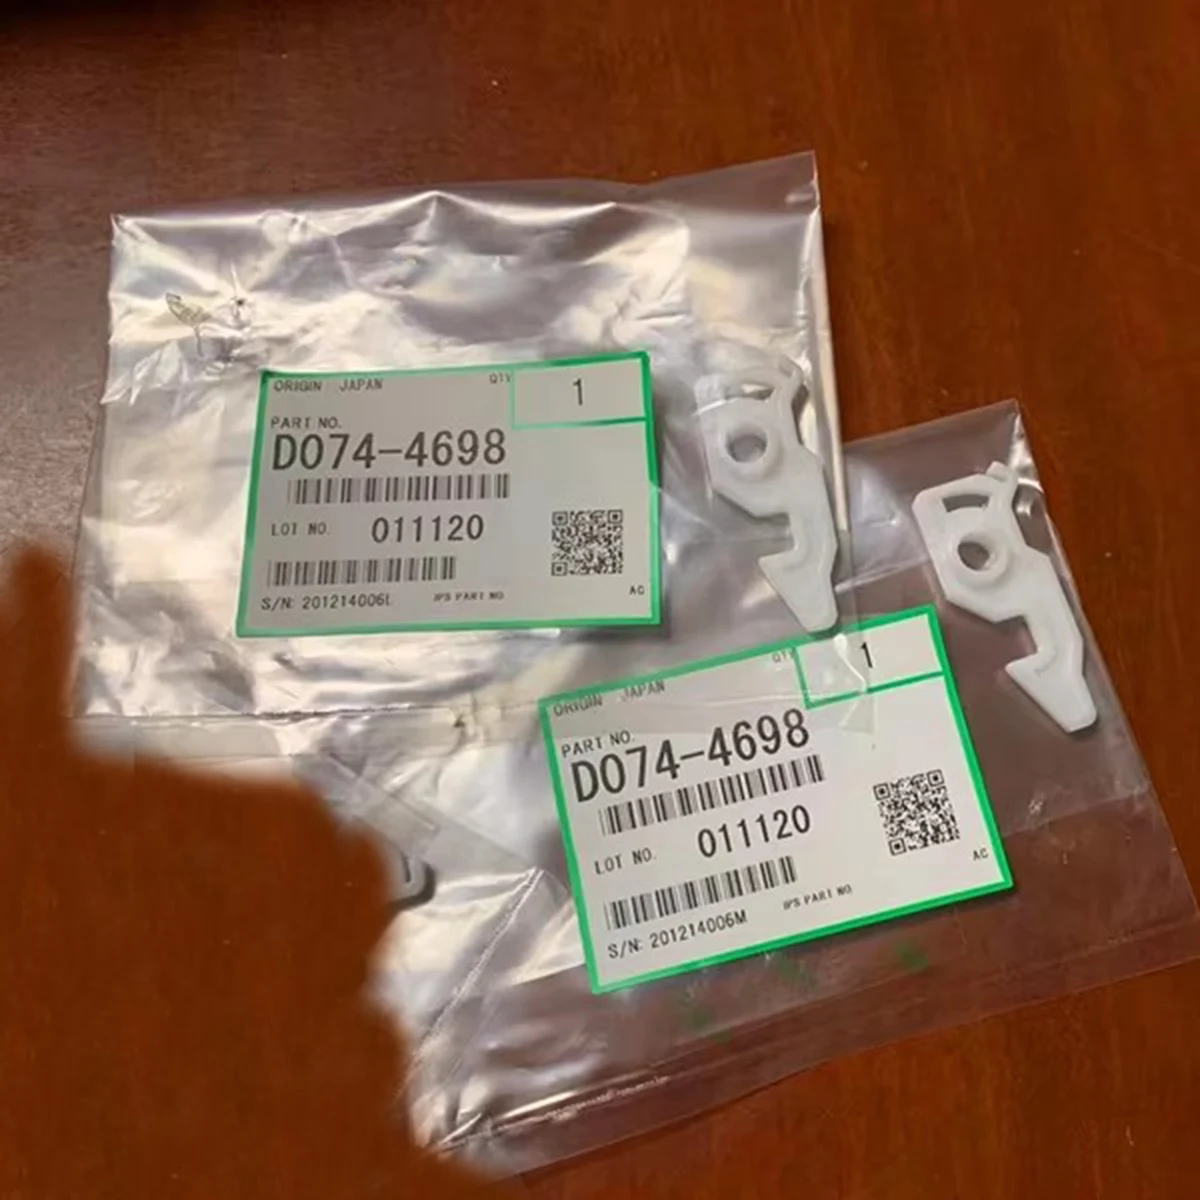 ORIGIN JAPAN
QTY 1
PART NO.
D074-4698
LOT NO. 011120
S/N: 201214006L
IPS PART NO
AC
ORIGIN JAPAN
QTY 1
PART NO.
D074-4698
LOT NO. 011120
S/N: 201214006M
IPS PART NO
AC